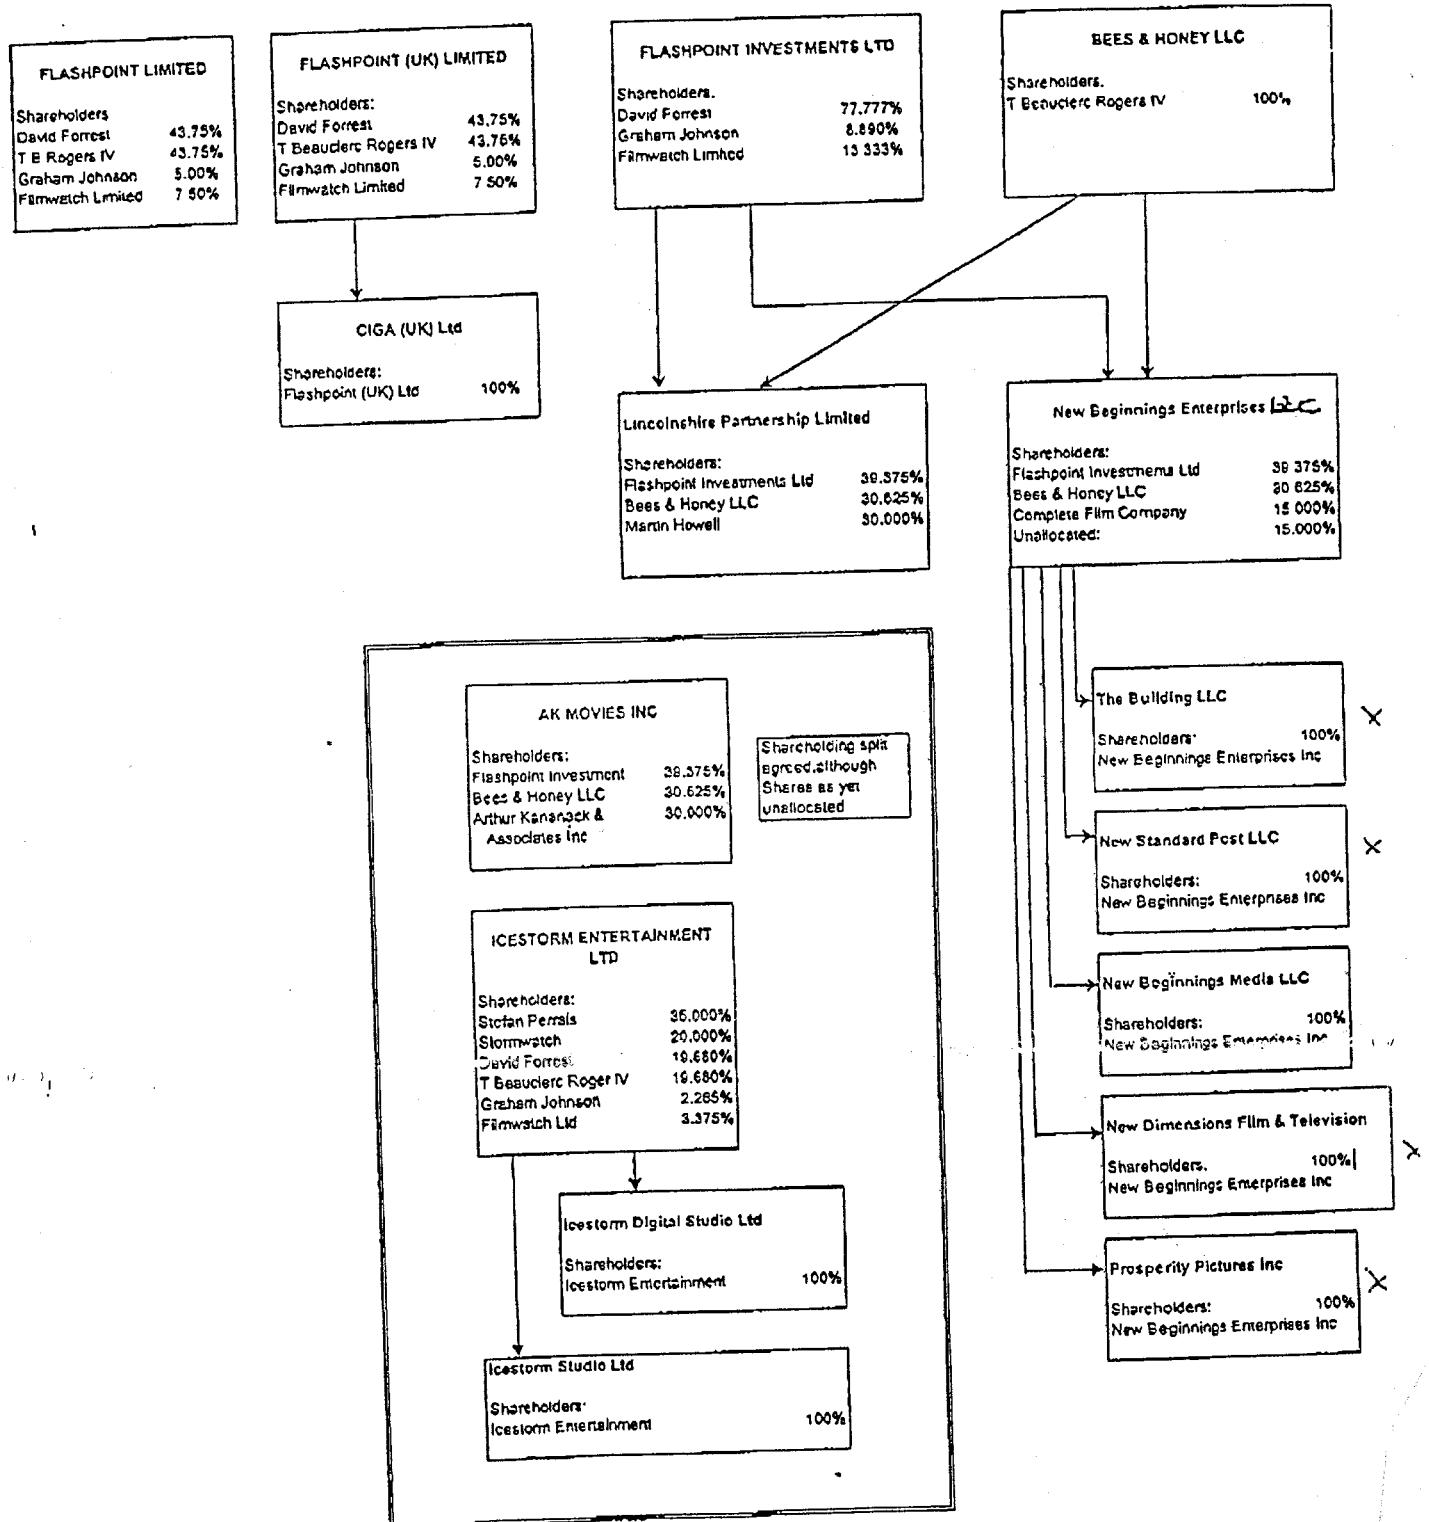 FLASHPOINT LIMITED
Shareholders
David Forrest 43.75%
T B Rogers IV 43.75%
Graham Johnson 5.00%
Filmwatch Limited 7 50%
FLASHPOINT (UK) LIMITED
Shareholders:
David Forrest 43.75%
T Beauclerc Rogers IV 43.75%
Graham Johnson 5.00%
Filmwatch Limited 7 50%
FLASHPOINT INVESTMENTS LTD
Shareholders.
David Forrest 77.777%
Graham Johnson 8.890%
Filmwatch Limited 13 333%
BEES & HONEY LLC
Shareholders.
T Beauclerc Rogers IV 100%
CIGA (UK) Ltd
Shareholders:
Flashpoint (UK) Ltd 100%
Lincolnshire Partnership Limited
Shareholders:
Flashpoint Investments Ltd 39.375%
Bees & Honey LLC 30.625%
Martin Howell 30.000%
New Beginnings Enterprises LLC
Shareholders:
Flashpoint Investments Ltd 39 375%
Bees & Honey LLC 30 625%
Complete Film Company 15 000%
Unallocated: 15.000%
AK MOVIES INC
Shareholders:
Flashpoint Investment 39.375%
Bees & Honey LLC 30.625%
Arthur Kananack & 30.000%
Associates Inc
Shareholding split
agreed,although
Shares as yet
unallocated
ICESTORM ENTERTAINMENT
LTD
Shareholders:
Stefan Perrais 35.000%
Stormwatch 20.000%
David Forrest 19.680%
T Beauclerc Roger IV 19.680%
Graham Johnson 2.265%
Filmwatch Ltd 3.375%
Icestorm Digital Studio Ltd
Shareholders:
Icestorm Entertainment 100%
Icestorm Studio Ltd
Shareholders:
Icestorm Entertainment 100%
The Building LLC
Shareholders: 100%
New Beginnings Enterprises Inc
X
New Standard Post LLC
Shareholders: 100%
New Beginnings Enterprises Inc
X
New Beginnings Media LLC
Shareholders: 100%
New Beginnings Enterprises Inc
New Dimensions Film & Television
Shareholders. 100%
New Beginnings Enterprises Inc
X
Prosperity Pictures Inc
Shareholders: 100%
New Beginnings Enterprises Inc
X